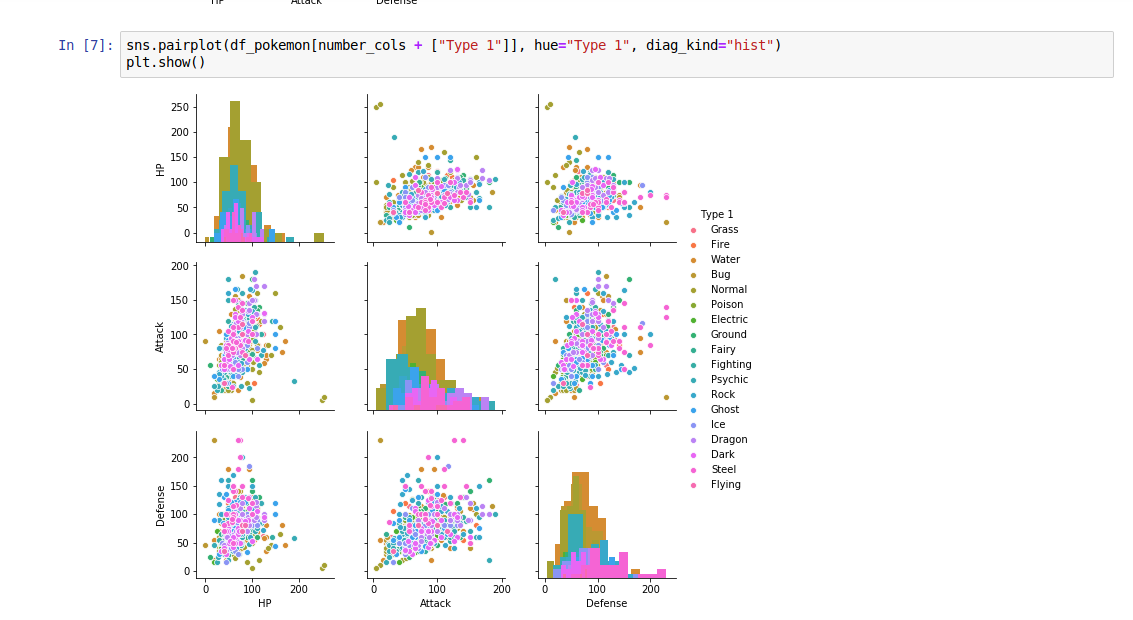 HP Attack Defense
In [7]: sns.pairplot(df_pokemon[number_cols + ["Type 1"]], hue="Type 1", diag_kind="hist")
plt.show()
250
200
150
100
50
0
HP
200
150
100
50
0
Attack
200
150
100
50
0
Defense
0 100 200
HP
0 100 200
Attack
0 100 200
Defense
Type 1
Grass
Fire
Water
Bug
Normal
Poison
Electric
Ground
Fairy
Fighting
Psychic
Rock
Ghost
Ice
Dragon
Dark
Steel
Flying